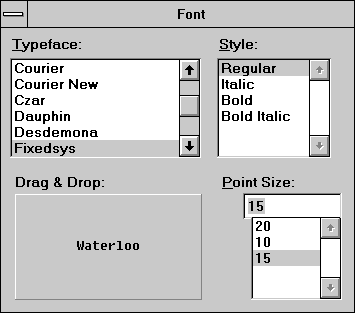 Font
Typeface:
Courier
Courier New
Czar
Dauphin
Desdemona
Fixedsys
Style:
Regular
Italic
Bold
Bold Italic
Drag & Drop:
Waterloo
Point Size:
15
20
10
15